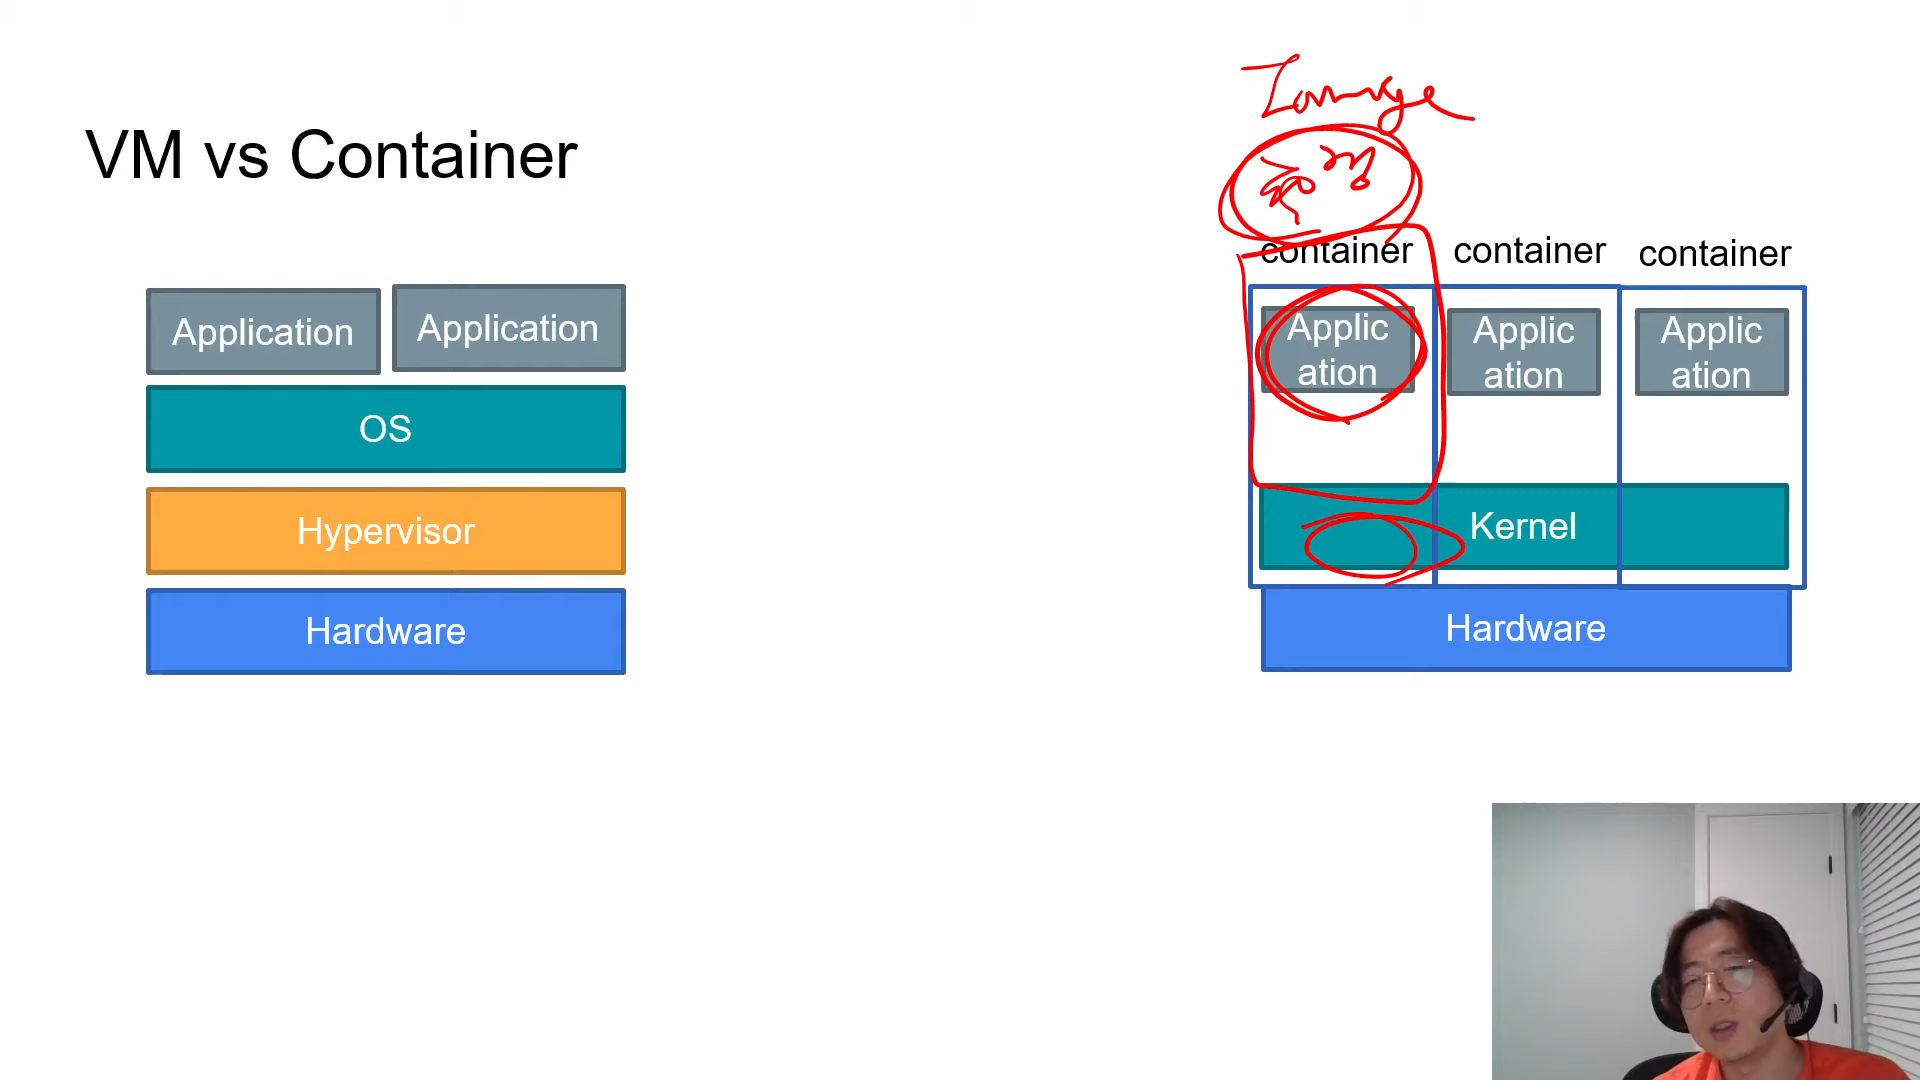 Image
VM vs Container
Application
Application
OS
Hypervisor
Hardware
container
container
container
Applic
ation
Applic
ation
Applic
ation
Kernel
Hardware